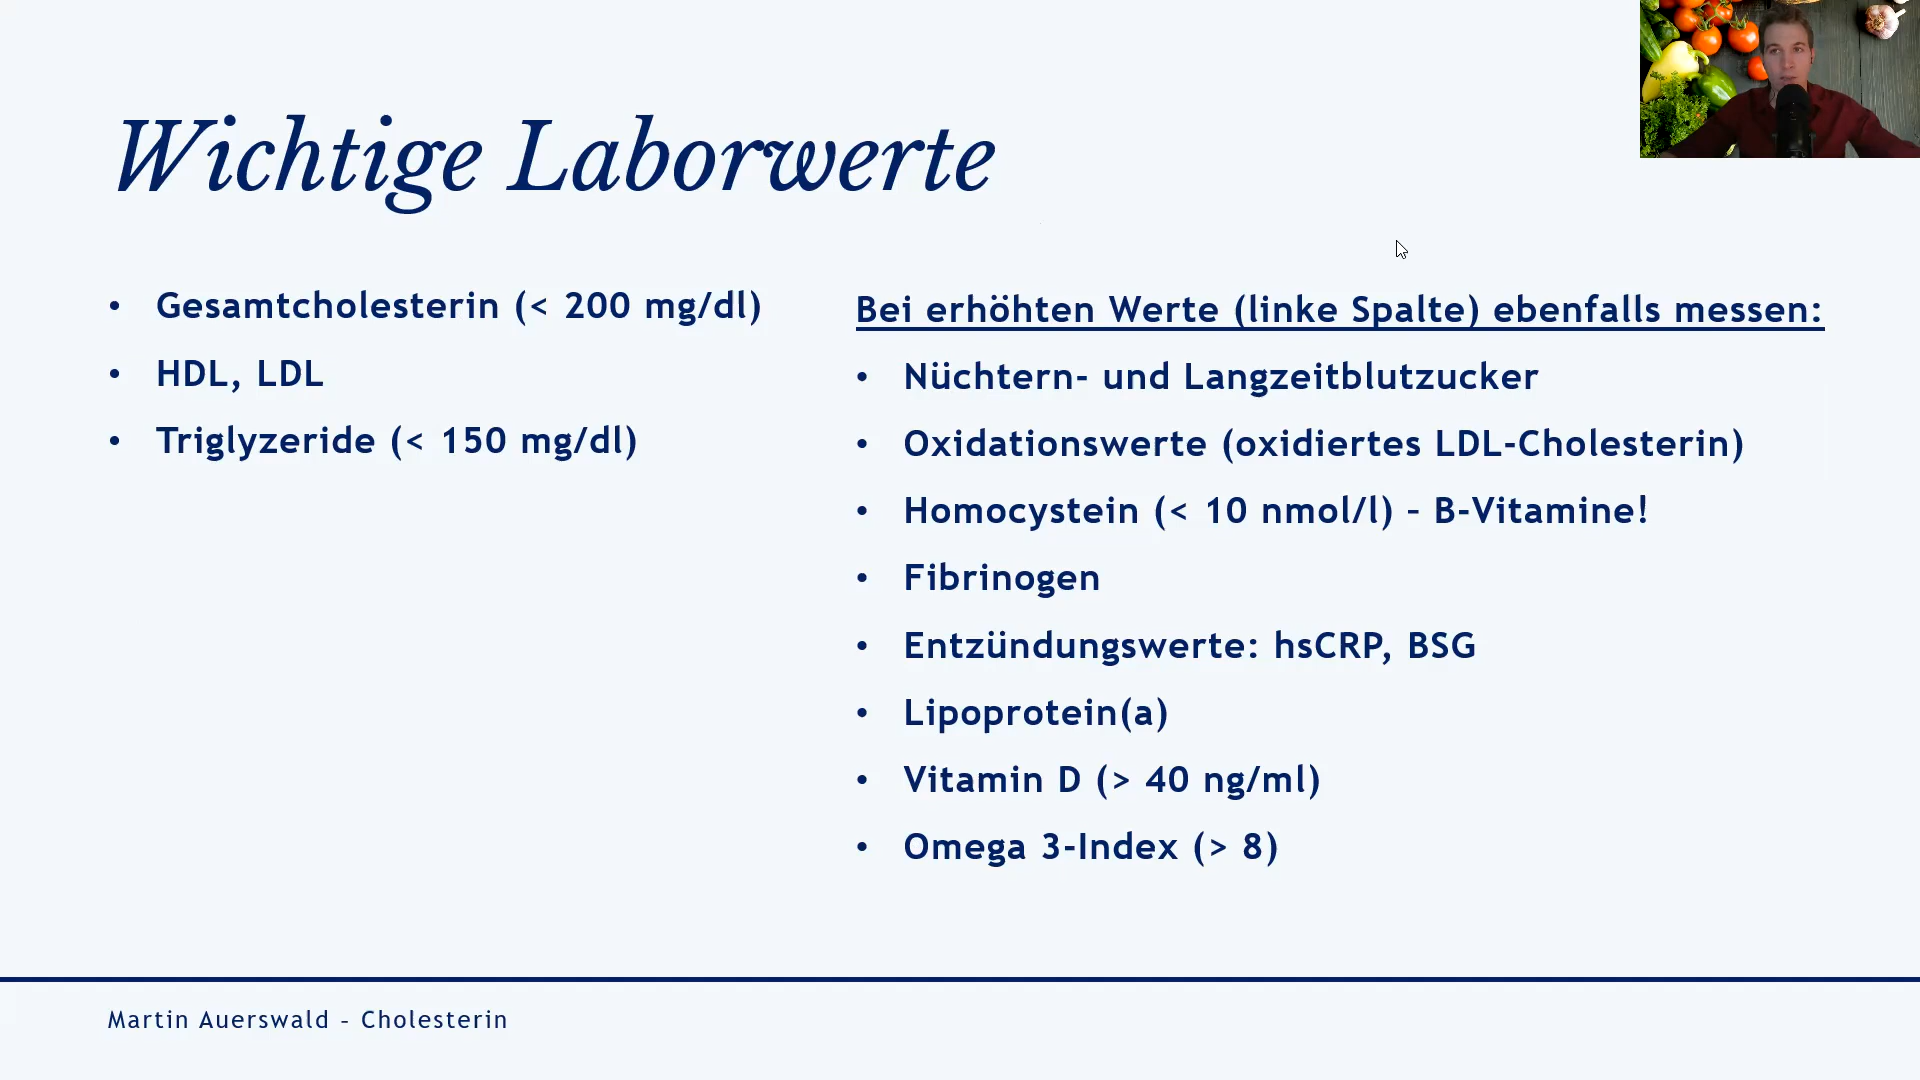 Wichtige Laborwerte
• Gesamtcholesterin (< 200 mg/dl)
• HDL, LDL
• Triglyzeride (< 150 mg/dl)
Bei erhöhten Werte (linke Spalte) ebenfalls messen:
• Nüchtern- und Langzeitblutzucker
• Oxidationswerte (oxidiertes LDL-Cholesterin)
• Homocystein (< 10 nmol/l) – B-Vitamine!
• Fibrinogen
• Entzündungswerte: hsCRP, BSG
• Lipoprotein(a)
• Vitamin D (> 40 ng/ml)
• Omega 3-Index (> 8)
Martin Auerswald – Cholesterin